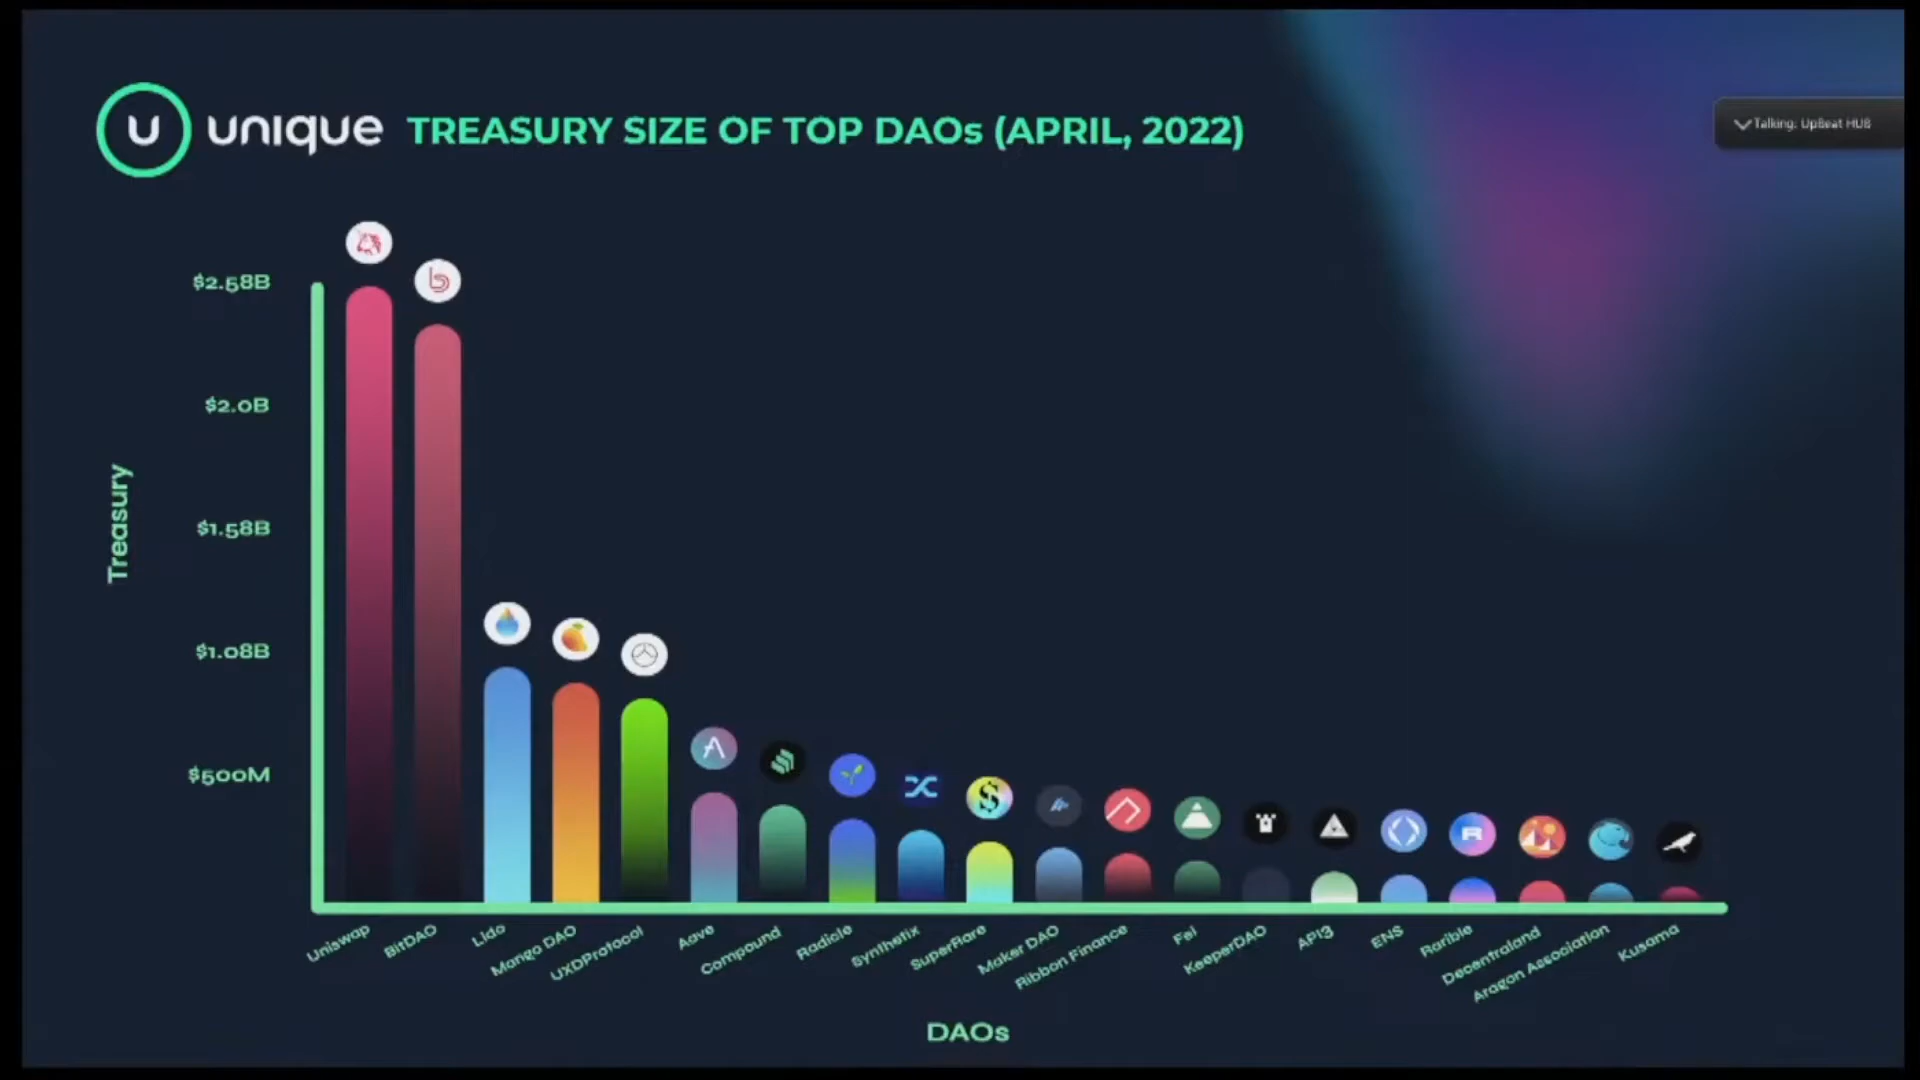 U unique TREASURY SIZE OF TOP DAOs (APRIL, 2022)
Talking: UpBeat HUB
$2.58B
$2.0B
$1.58B
$1.08B
$500M
Treasury
Uniswap
BitDAO
Lido
Mango DAO
UXDProtocol
Aave
Compound
Radicle
Synthetix
SuperRare
Maker DAO
Ribbon Finance
Fei
KeeperDAO
API3
ENS
Rarible
Decentraland
Aragon Association
Kusama
DAOs